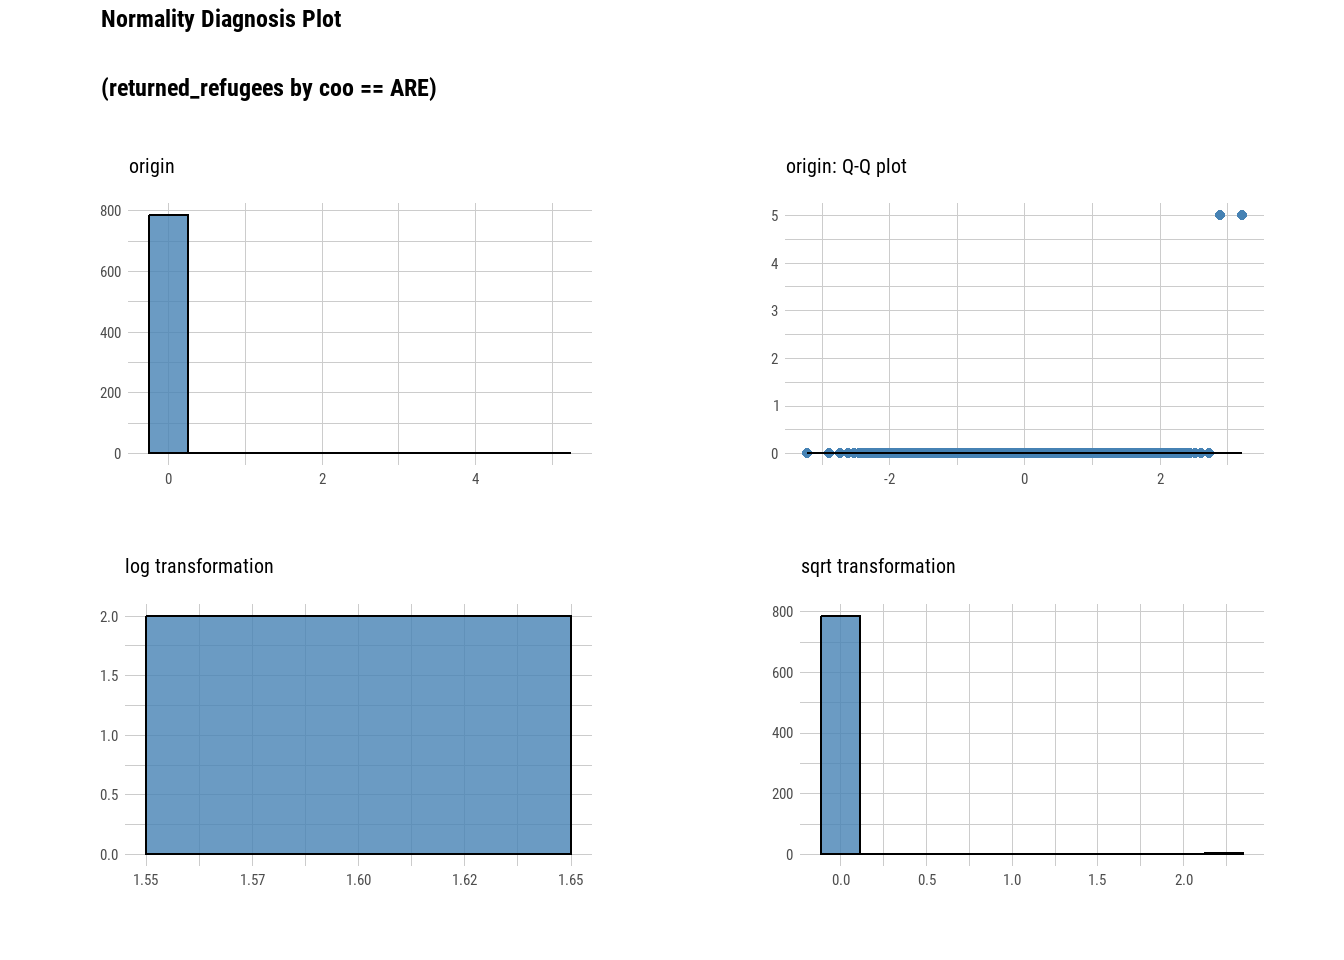 Normality Diagnosis Plot
(returned_refugees by coo == ARE)
origin
800
600
400
200
0
0 2 4
origin: Q-Q plot
5
4
3
2
1
0
-2 0 2
log transformation
2.0
1.5
1.0
0.5
0.0
1.55 1.57 1.60 1.62 1.65
sqrt transformation
800
600
400
200
0
0.0 0.5 1.0 1.5 2.0